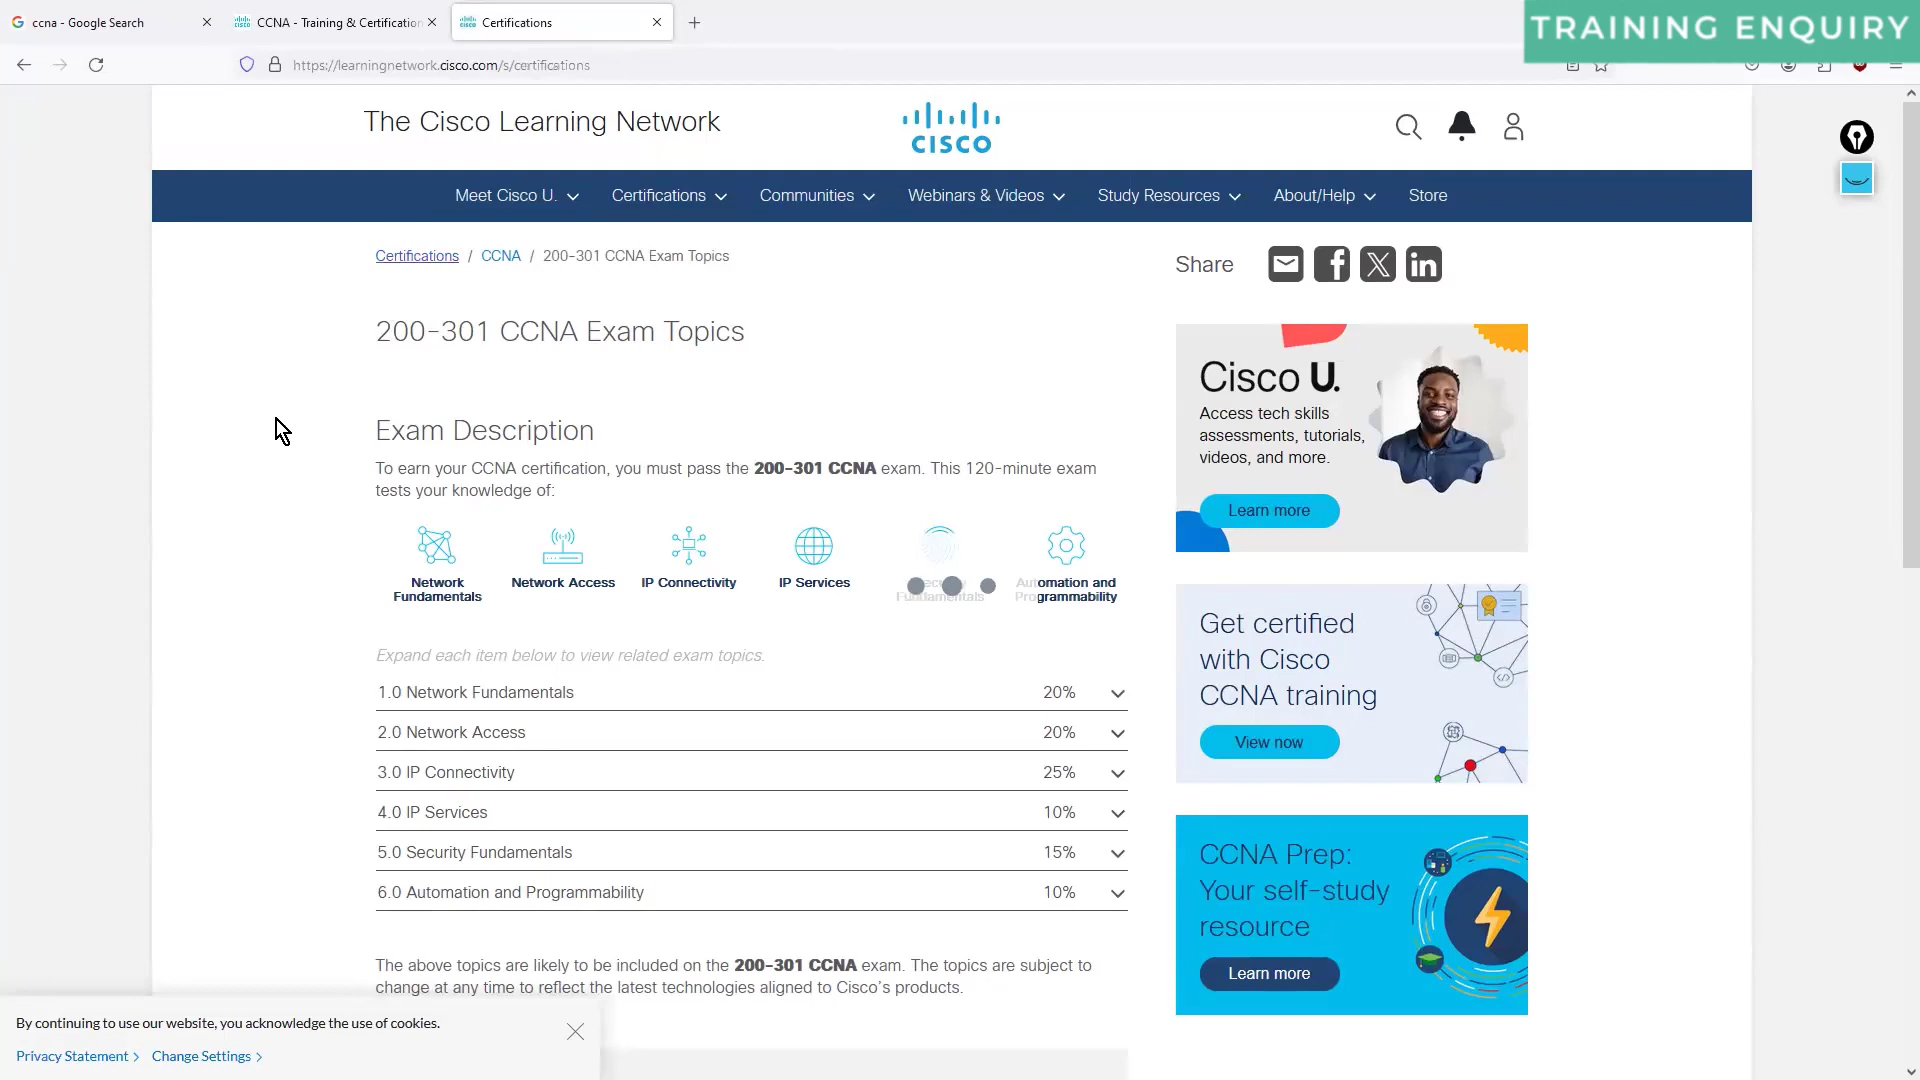 ccna - Google Search
CCNA - Training & Certification
Certifications
TRAINING ENQUIRY
https://learningnetwork.cisco.com/s/certifications
The Cisco Learning Network
CISCO
Meet Cisco U.
Certifications
Communities
Webinars & Videos
Study Resources
About/Help
Store
Certifications / CCNA / 200-301 CCNA Exam Topics
Share
200-301 CCNA Exam Topics
Exam Description
To earn your CCNA certification, you must pass the 200-301 CCNA exam. This 120-minute exam
tests your knowledge of:
Network
Fundamentals
Network Access
IP Connectivity
IP Services
Security
Fundamentals
Automation and
Programmability
Expand each item below to view related exam topics.
1.0 Network Fundamentals 20%
2.0 Network Access 20%
3.0 IP Connectivity 25%
4.0 IP Services 10%
5.0 Security Fundamentals 15%
6.0 Automation and Programmability 10%
The above topics are likely to be included on the 200-301 CCNA exam. The topics are subject to
change at any time to reflect the latest technologies aligned to Cisco's products.
Cisco U.
Access tech skills
assessments, tutorials,
videos, and more.
Learn more
Get certified
with Cisco
CCNA training
View now
CCNA Prep:
Your self-study
resource
Learn more
By continuing to use our website, you acknowledge the use of cookies.
Privacy Statement > Change Settings >